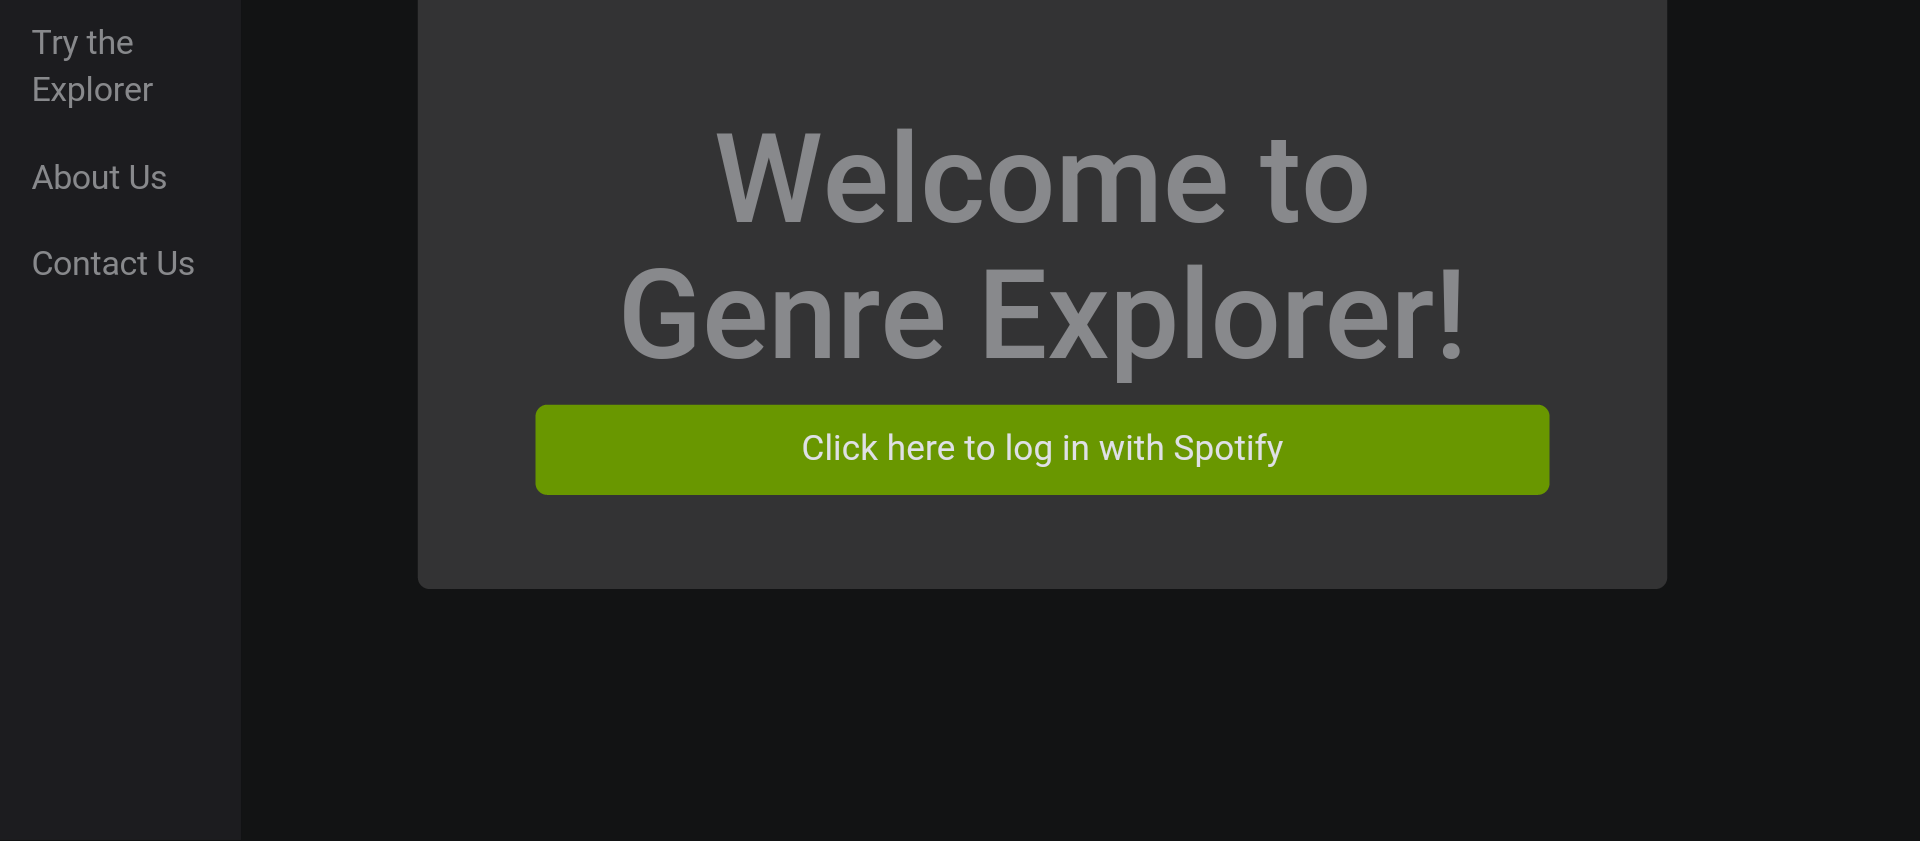 Try the
Explorer
About Us
Contact Us
Welcome to
Genre Explorer!
Click here to log in with Spotify